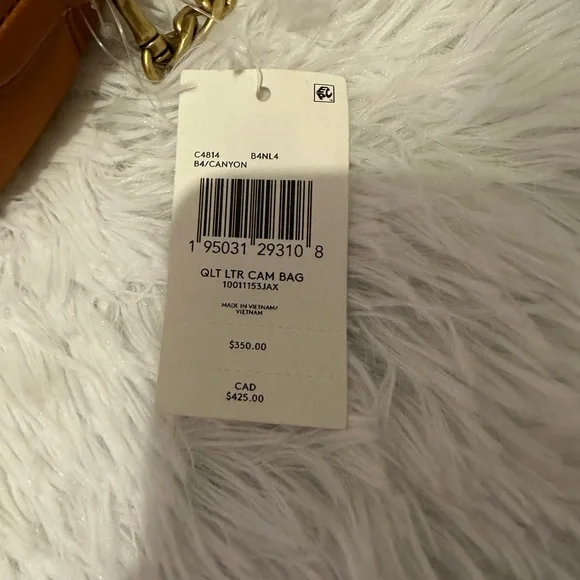 C4814 B4NL4
B4/CANYON
1 95031 29310 8
QLT LTR CAM BAG
10011153JAX
MADE IN VIETNAM/
VIETNAM
$350.00
CAD
$425.00